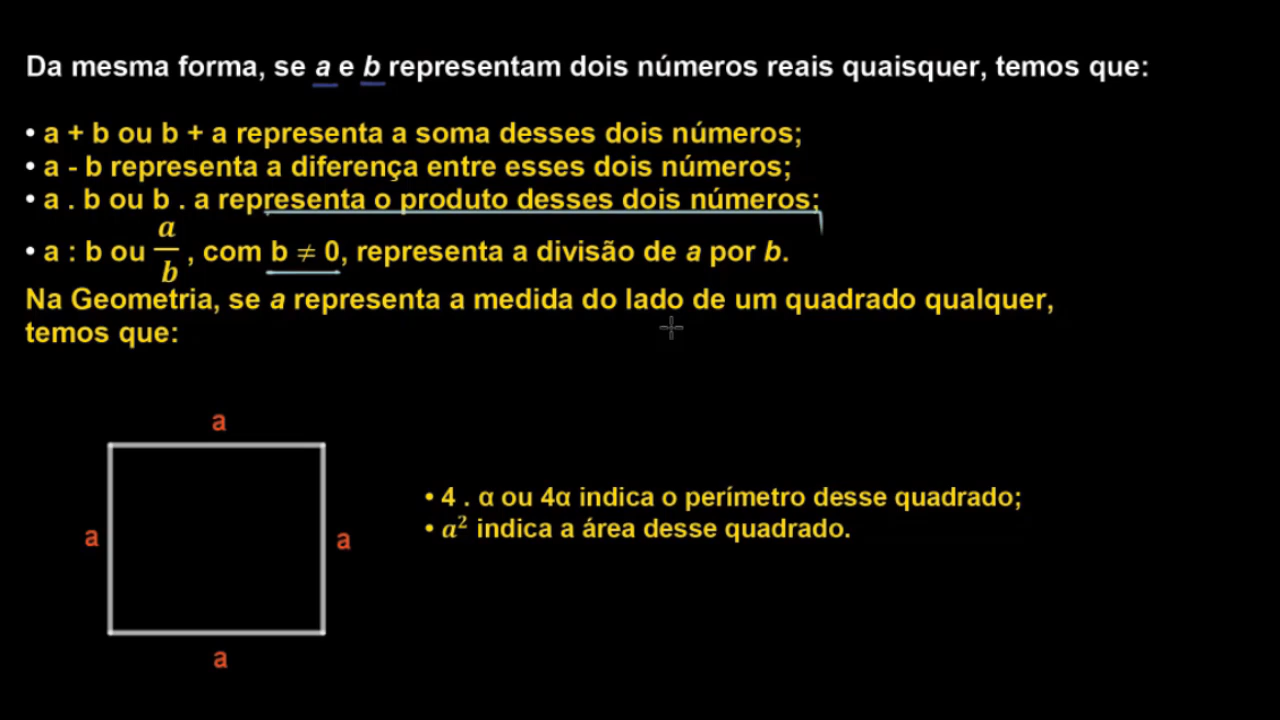 Da mesma forma, se a e b representam dois números reais quaisquer, temos que:
• a + b ou b + a representa a soma desses dois números;
• a - b representa a diferença entre esses dois números;
• a . b ou b . a representa o produto desses dois números;
• a : b ou a/b , com b ≠ 0, representa a divisão de a por b.
Na Geometria, se a representa a medida do lado de um quadrado qualquer,
temos que:
a
a
a
a
• 4 . α ou 4α indica o perímetro desse quadrado;
• a² indica a área desse quadrado.